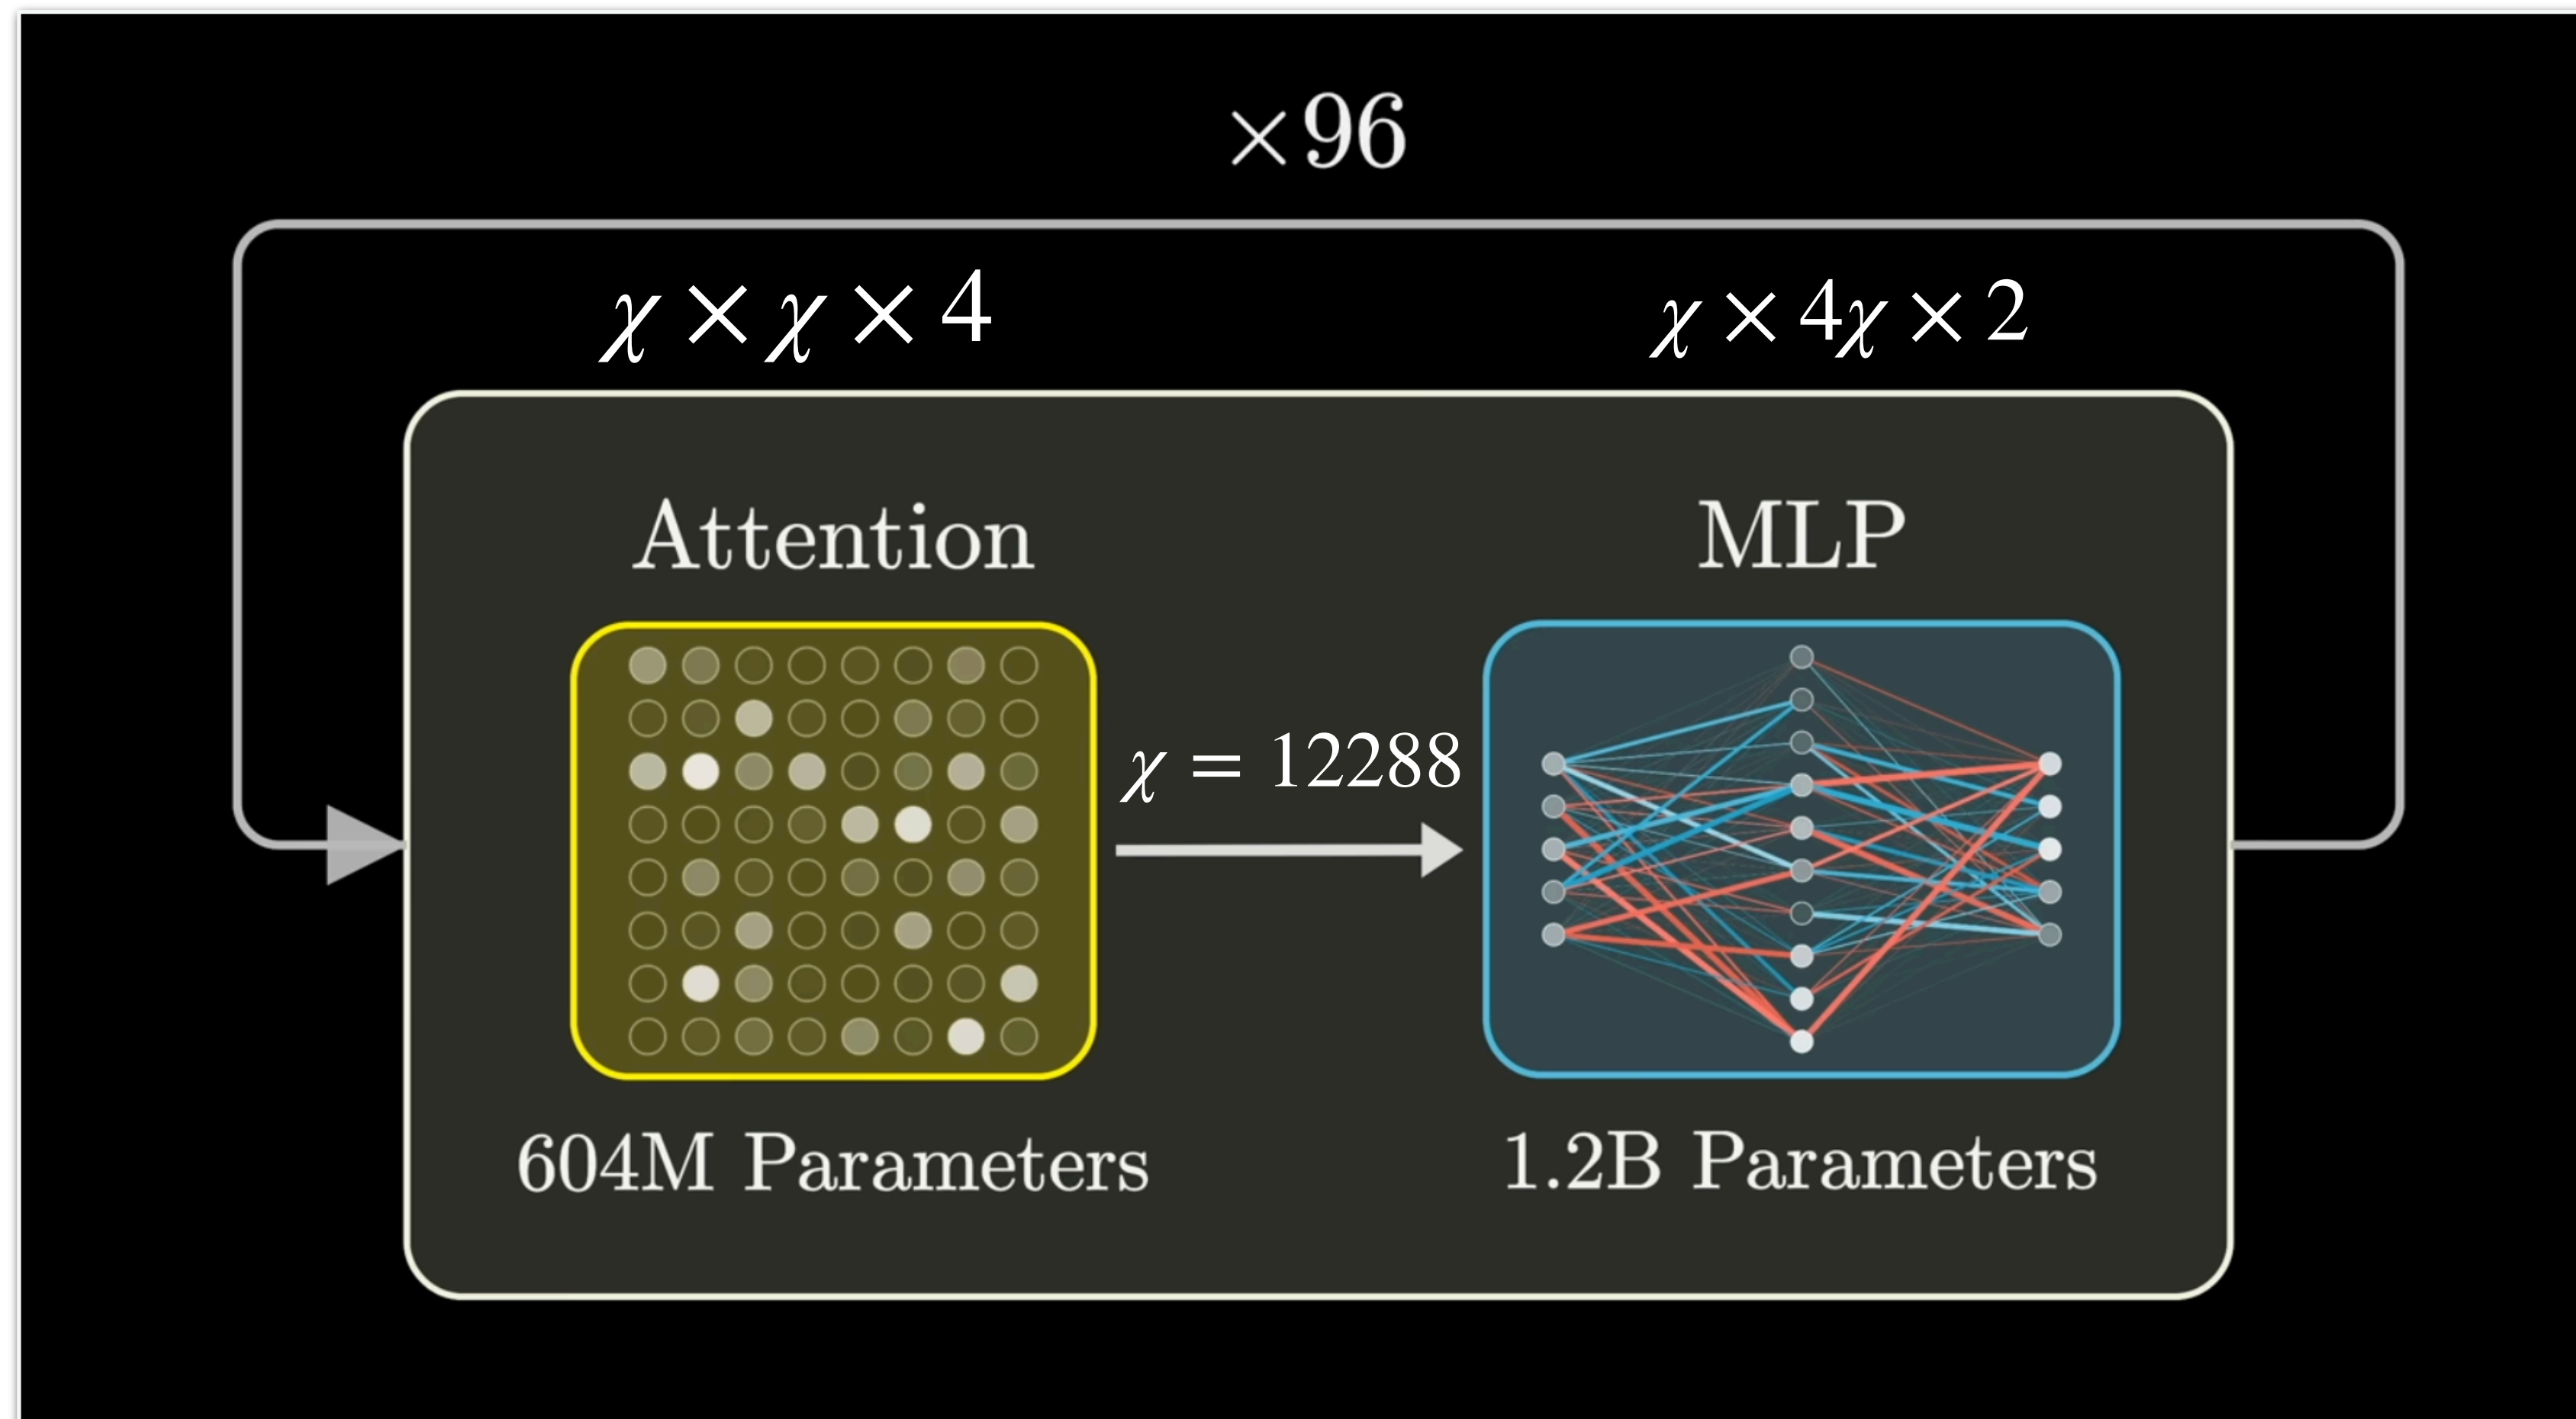 ×96
χ × χ × 4
χ × 4χ × 2
Attention
MLP
χ = 12288
604M Parameters
1.2B Parameters